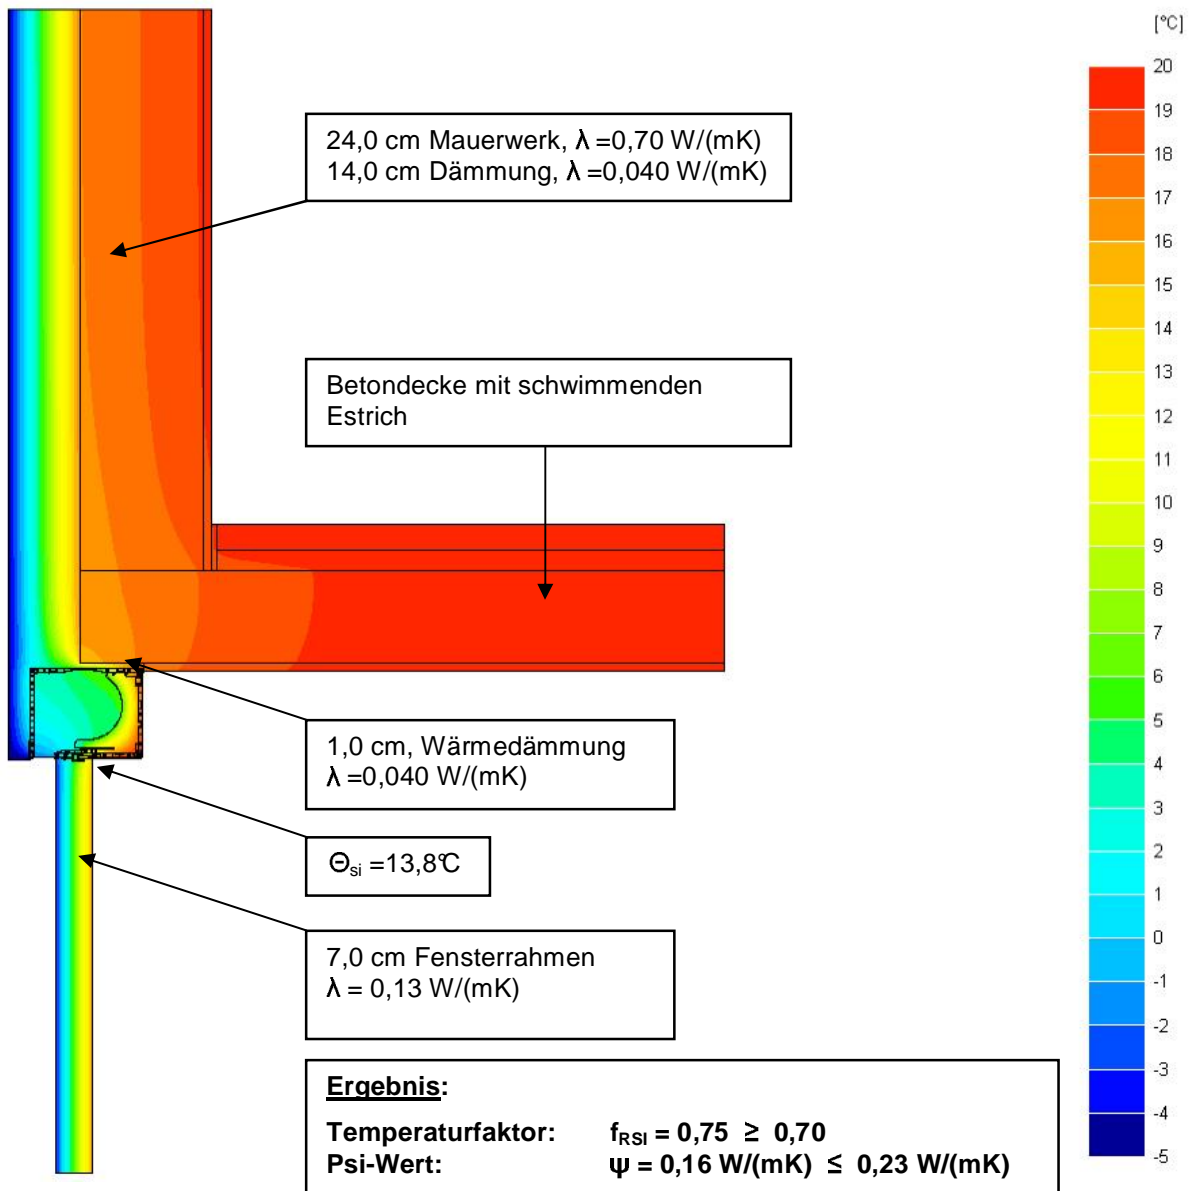 [°C]
20
19
18
17
16
15
14
13
12
11
10
9
8
7
6
5
4
3
2
1
0
-1
-2
-3
-4
-5
24,0 cm Mauerwerk, λ =0,70 W/(mK)
14,0 cm Dämmung, λ =0,040 W/(mK)
Betondecke mit schwimmenden
Estrich
1,0 cm, Wärmedämmung
λ =0,040 W/(mK)
Θsi =13,8°C
7,0 cm Fensterrahmen
λ = 0,13 W/(mK)
Ergebnis:
Temperaturfaktor: fRSI = 0,75 ≥ 0,70
Psi-Wert: ψ = 0,16 W/(mK) ≤ 0,23 W/(mK)